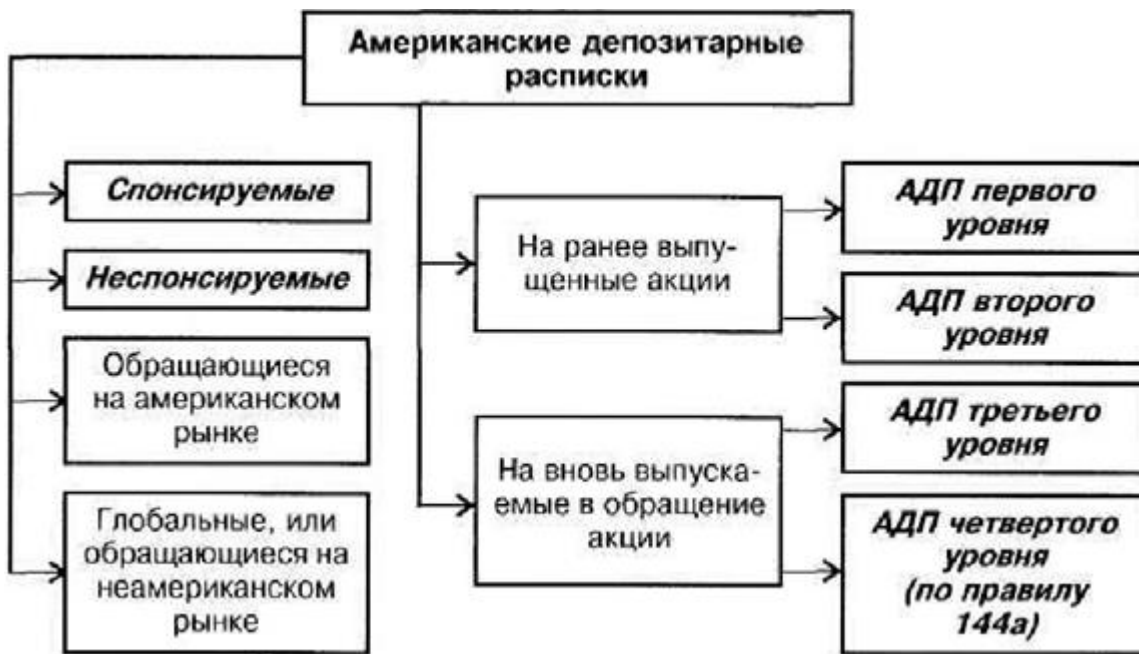 Американские депозитарные
расписки
Спонсируемые
Неспонсируемые
Обращающиеся
на американском
рынке
Глобальные, или
обращающиеся на
неамериканском
рынке
На ранее выпу-
щенные акции
На вновь выпуска-
емые в обращение
акции
АДП первого
уровня
АДП второго
уровня
АДП третьего
уровня
АДП четвертого
уровня
(по правилу
144а)